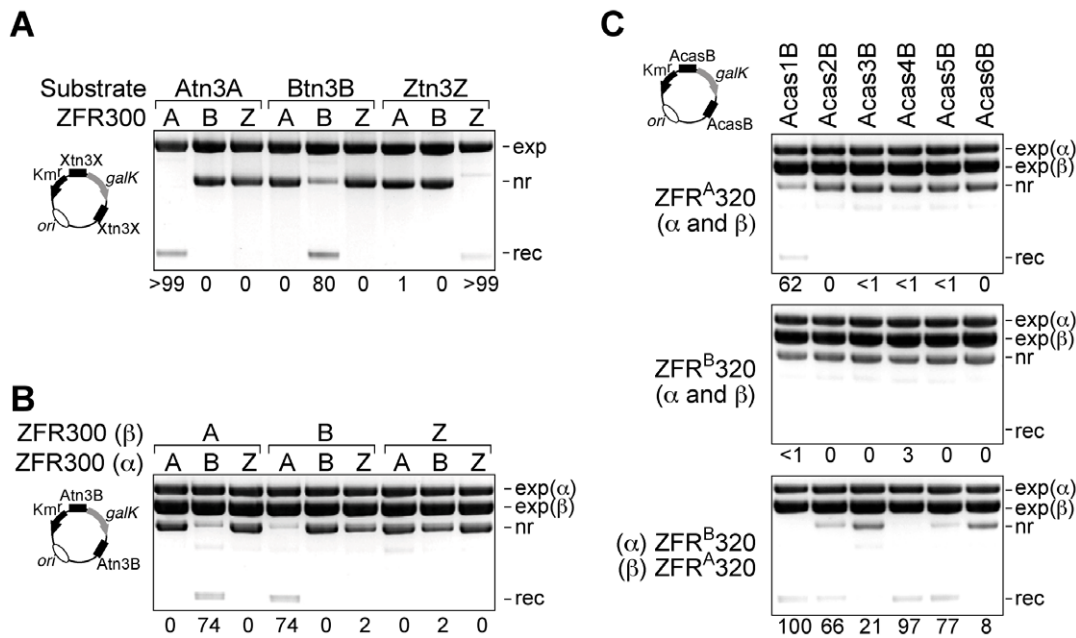 A
Substrate Atn3A Btn3B Ztn3Z
ZFR300 A B Z A B Z A B Z
Xtn3X
Kmr
galK
ori
Xtn3X
exp
nr
rec
>99 0 0 0 80 0 1 0 >99
B
ZFR300 (β) A B Z
ZFR300 (α) A B Z A B Z A B Z
Atn3B
Kmr
galK
ori
Atn3B
exp(α)
exp(β)
nr
rec
0 74 0 74 0 2 0 2 0
C
AcasB
Kmr
galK
ori
AcasB
Acas1B
Acas2B
Acas3B
Acas4B
Acas5B
Acas6B
ZFRA320
(α and β)
exp(α)
exp(β)
nr
rec
62 0 <1 <1 <1 0
ZFRB320
(α and β)
exp(α)
exp(β)
nr
rec
<1 0 0 3 0 0
(α) ZFRB320
(β) ZFRA320
exp(α)
exp(β)
nr
rec
100 66 21 97 77 8